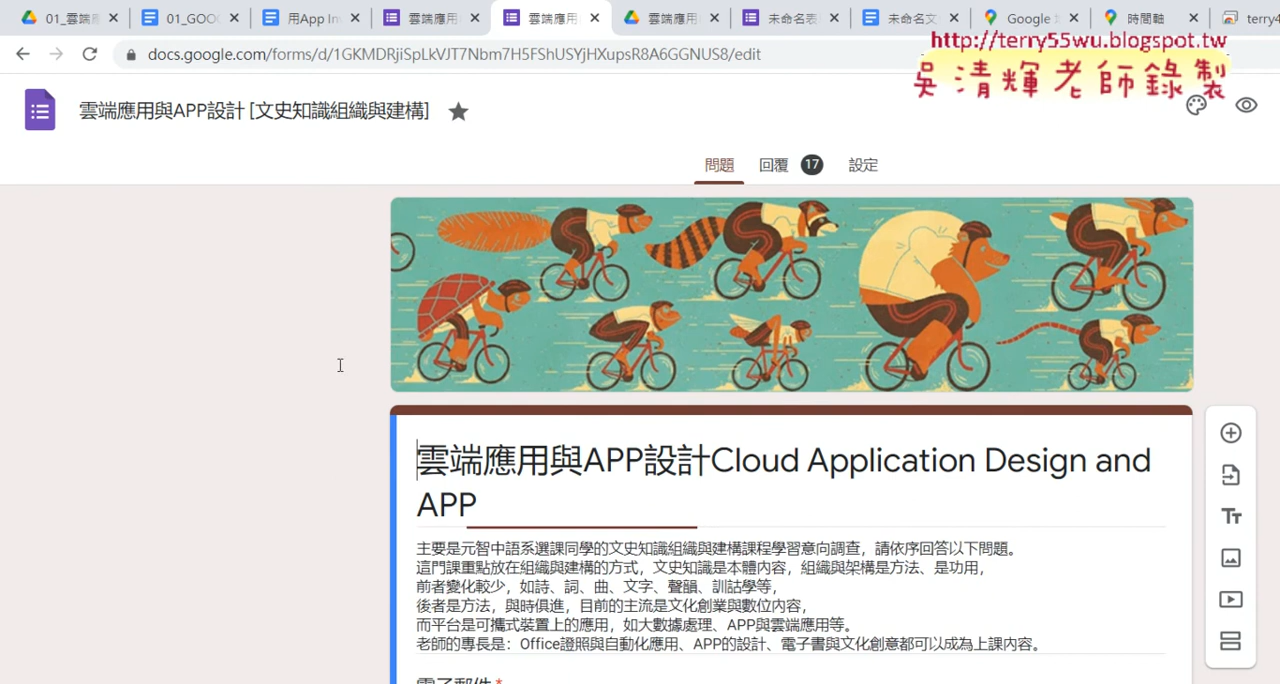 01_雲端應
01_GOO
用App In
雲端應用
雲端應用
雲端應用
未命名表
未命名文
Google
時間軸
terry4
docs.google.com/forms/d/1GKMDRjiSpLkVJT7Nbm7H5FShUSYjHXupsR8A6GGNUS8/edit
http://terry55wu.blogspot.tw
吳清輝老師錄製
雲端應用與APP設計 [文史知識組織與建構]
問題 回覆 17 設定
雲端應用與APP設計Cloud Application Design and
APP
主要是元智中語系選課同學的文史知識組織與建構課程學習意向調查，請依序回答以下問題。
這門課重點放在組織與建構的方式，文史知識是本體內容，組織與架構是方法、是功用，
前者變化較少，如詩、詞、曲、文字、聲韻、訓詁學等，
後者是方法，與時俱進，目前的主流是文化創業與數位內容，
而平台是可攜式裝置上的應用，如大數據處理、APP與雲端應用等。
老師的專長是：Office證照與自動化應用、APP的設計、電子書與文化創意都可以成為上課內容。
電子郵件 *
Tт